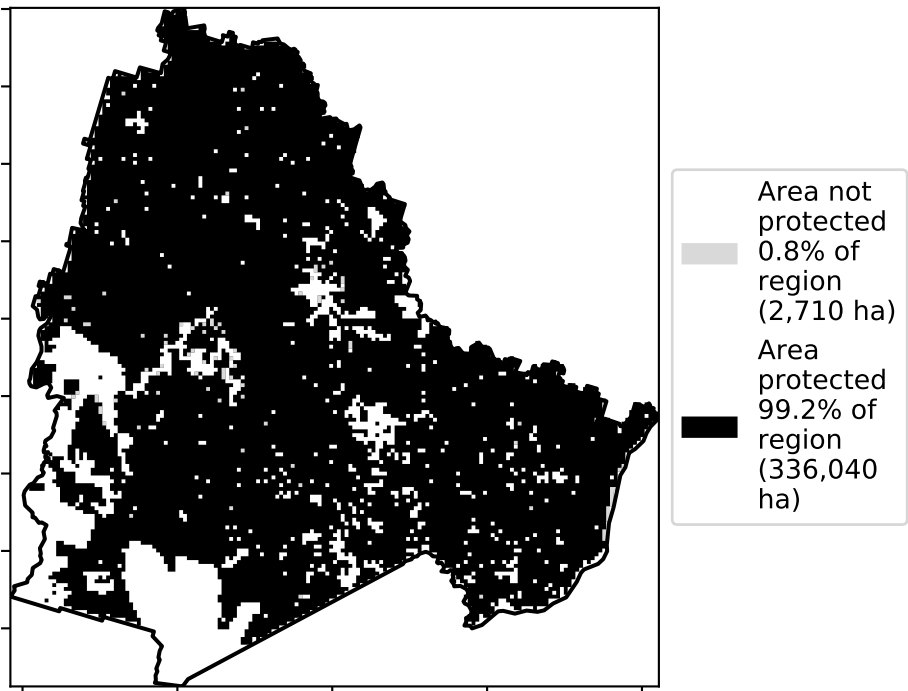 Area not
protected
0.8% of
region
(2,710 ha)
Area
protected
99.2% of
region
(336,040
ha)